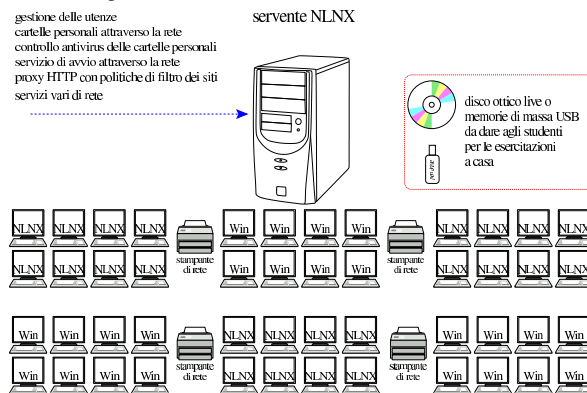 gestione delle utenze
cartelle personali attraverso la rete
controllo antivirus delle cartelle personali
servizio di avvio attraverso la rete
proxy HTTP con politiche di filtro dei siti
servizi vari di rete
servente NLNX
disco ottico live o
memorie di massa USB
da dare agli studenti
per le esercitazioni
a casa
NLNX NLNX NLNX NLNX Win Win Win Win NLNX NLNX NLNX NLNX
stampante
di rete
stampante
di rete
NLNX NLNX NLNX NLNX Win Win Win Win NLNX NLNX NLNX NLNX
Win Win Win Win NLNX NLNX NLNX NLNX Win Win Win Win
stampante
di rete
stampante
di rete
Win Win Win Win NLNX NLNX NLNX NLNX Win Win Win Win